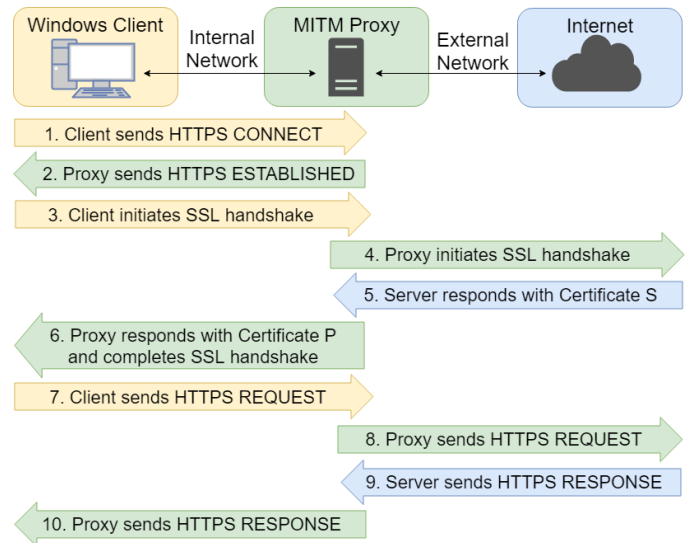 Windows Client
MITM Proxy
Internet
Internal
Network
External
Network
1. Client sends HTTPS CONNECT
2. Proxy sends HTTPS ESTABLISHED
3. Client initiates SSL handshake
4. Proxy initiates SSL handshake
5. Server responds with Certificate S
6. Proxy responds with Certificate P
and completes SSL handshake
7. Client sends HTTPS REQUEST
8. Proxy sends HTTPS REQUEST
9. Server sends HTTPS RESPONSE
10. Proxy sends HTTPS RESPONSE